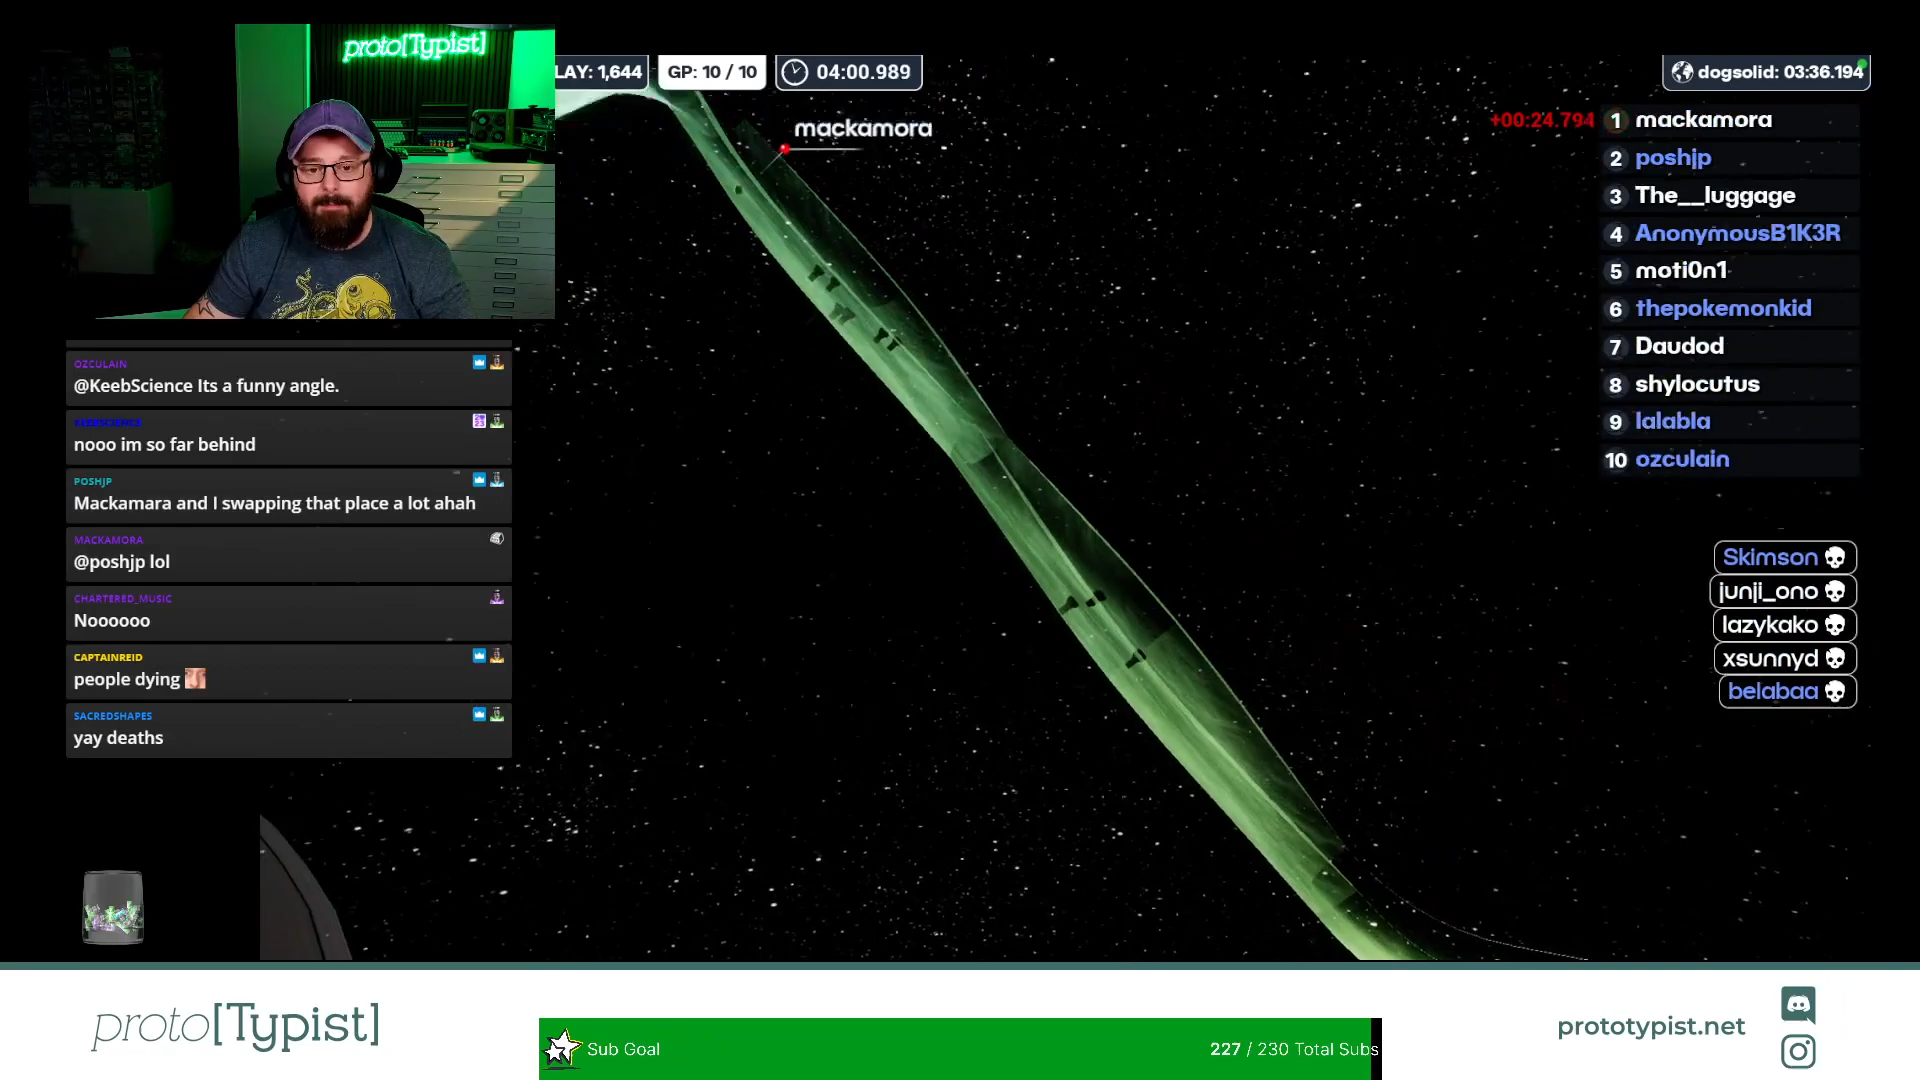 proto[Typist]
LAY: 1,644
GP: 10 / 10
04:00.989
dogsolid: 03:36.194
mackamora
+00:24.794 1 mackamora
2 poshjp
3 The__luggage
4 AnonymousB1K3R
5 moti0n1
6 thepokemonkid
7 Daudod
8 shylocutus
9 lalabla
10 ozculain
OZCULAIN
@KeebScience Its a funny angle.
KEEBSCIENCE
nooo im so far behind
POSHJP
Mackamara and I swapping that place a lot ahah
MACKAMORA
@poshjp lol
CHARTERED_MUSIC
Noooooo
CAPTAINREID
people dying
SACREDSHAPES
yay deaths
Skimson
junji_ono
lazykako
xsunnyd
belabaa
proto[Typist]
Sub Goal
227 / 230 Total Subs
prototypist.net